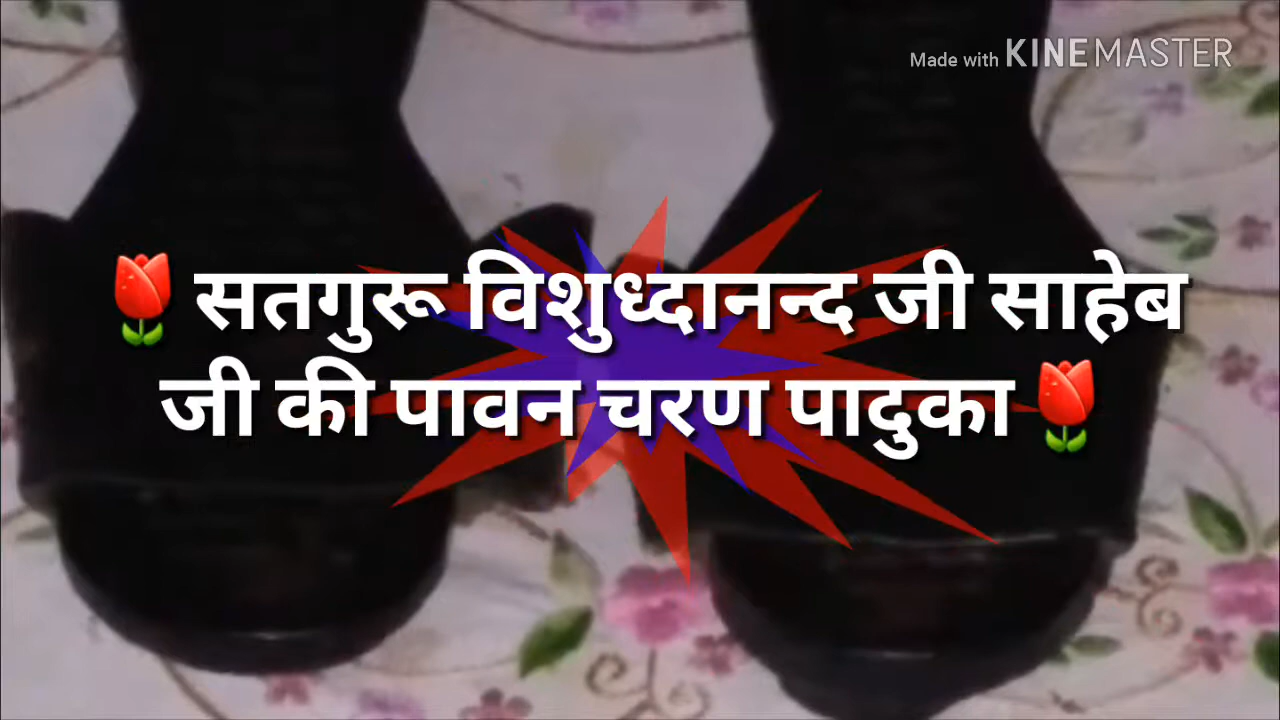 Made with KINEMASTER
🌷सतगुरू विशुध्दानन्द जी साहेब
जी की पावन चरण पादुका🌷